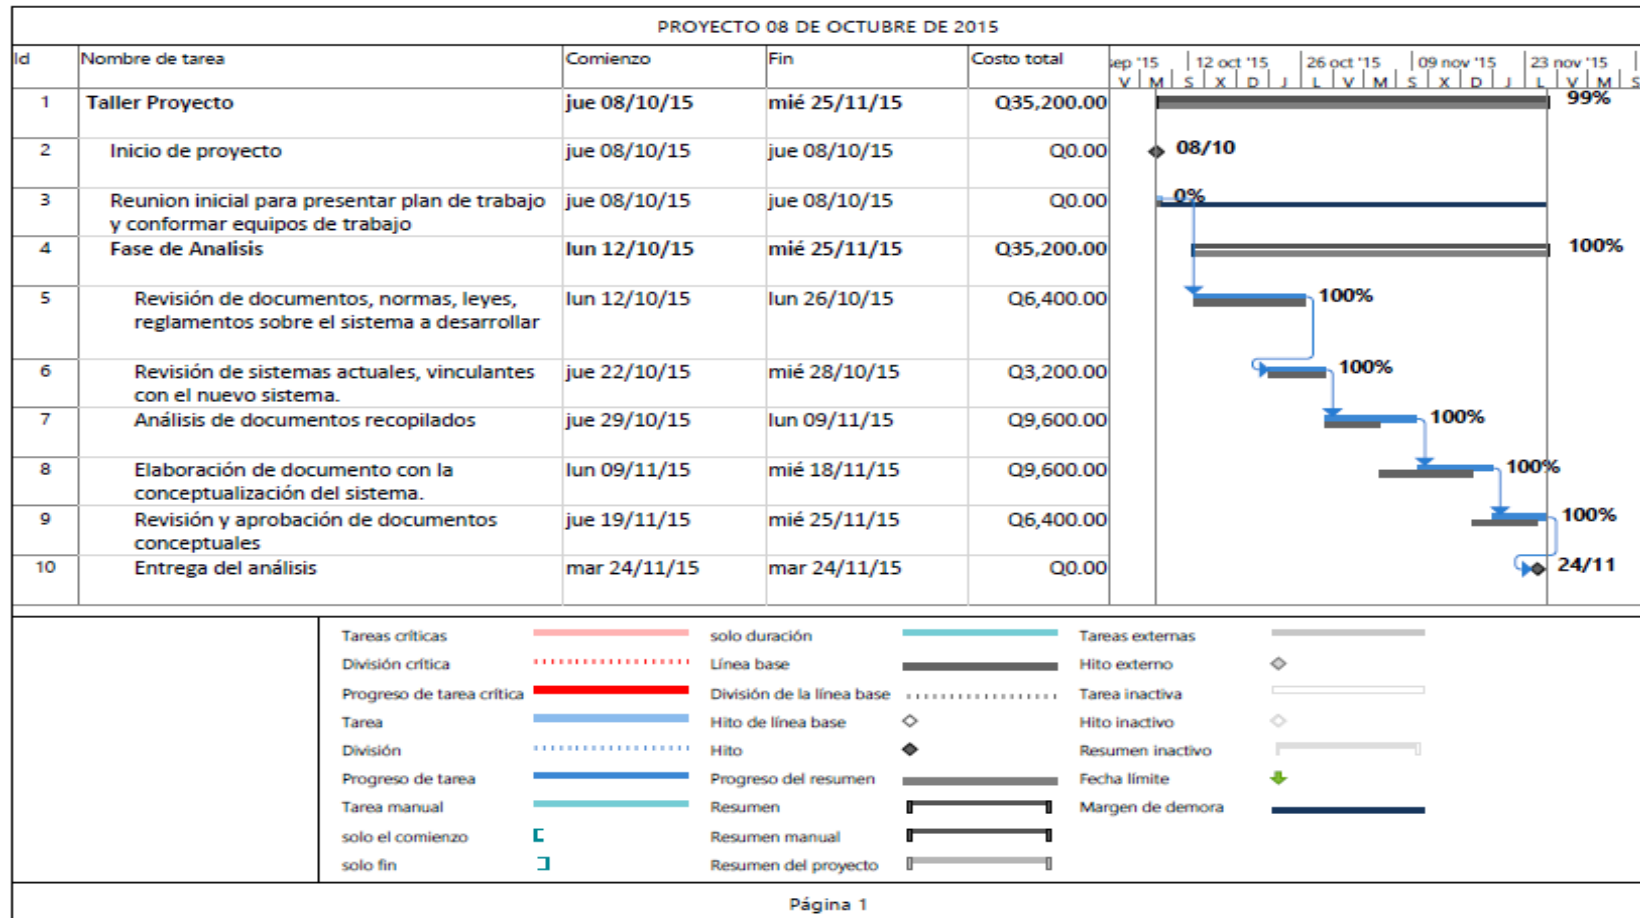 PROYECTO 08 DE OCTUBRE DE 2015
Id Nombre de tarea Comienzo Fin Costo total
sep '15 12 oct '15 26 oct '15 09 nov '15 23 nov '15
V M S X D J L V M S X D J L V M S
1 Taller Proyecto jue 08/10/15 mié 25/11/15 Q35,200.00 99%
2 Inicio de proyecto jue 08/10/15 jue 08/10/15 Q0.00 08/10
3 Reunion inicial para presentar plan de trabajo jue 08/10/15 jue 08/10/15 Q0.00 0%
y conformar equipos de trabajo
4 Fase de Analisis lun 12/10/15 mié 25/11/15 Q35,200.00 100%
5 Revisión de documentos, normas, leyes, lun 12/10/15 lun 26/10/15 Q6,400.00 100%
reglamentos sobre el sistema a desarrollar
6 Revisión de sistemas actuales, vinculantes jue 22/10/15 mié 28/10/15 Q3,200.00 100%
con el nuevo sistema.
7 Análisis de documentos recopilados jue 29/10/15 lun 09/11/15 Q9,600.00 100%
8 Elaboración de documento con la lun 09/11/15 mié 18/11/15 Q9,600.00 100%
conceptualización del sistema.
9 Revisión y aprobación de documentos jue 19/11/15 mié 25/11/15 Q6,400.00 100%
conceptuales
10 Entrega del análisis mar 24/11/15 mar 24/11/15 Q0.00 24/11
Tareas críticas solo duración Tareas externas
División crítica Línea base Hito externo
Progreso de tarea crítica División de la línea base Tarea inactiva
Tarea Hito de línea base Hito inactivo
División Hito Resumen inactivo
Progreso de tarea Progreso del resumen Fecha límite
Tarea manual Resumen Margen de demora
solo el comienzo Resumen manual
solo fin Resumen del proyecto
Página 1